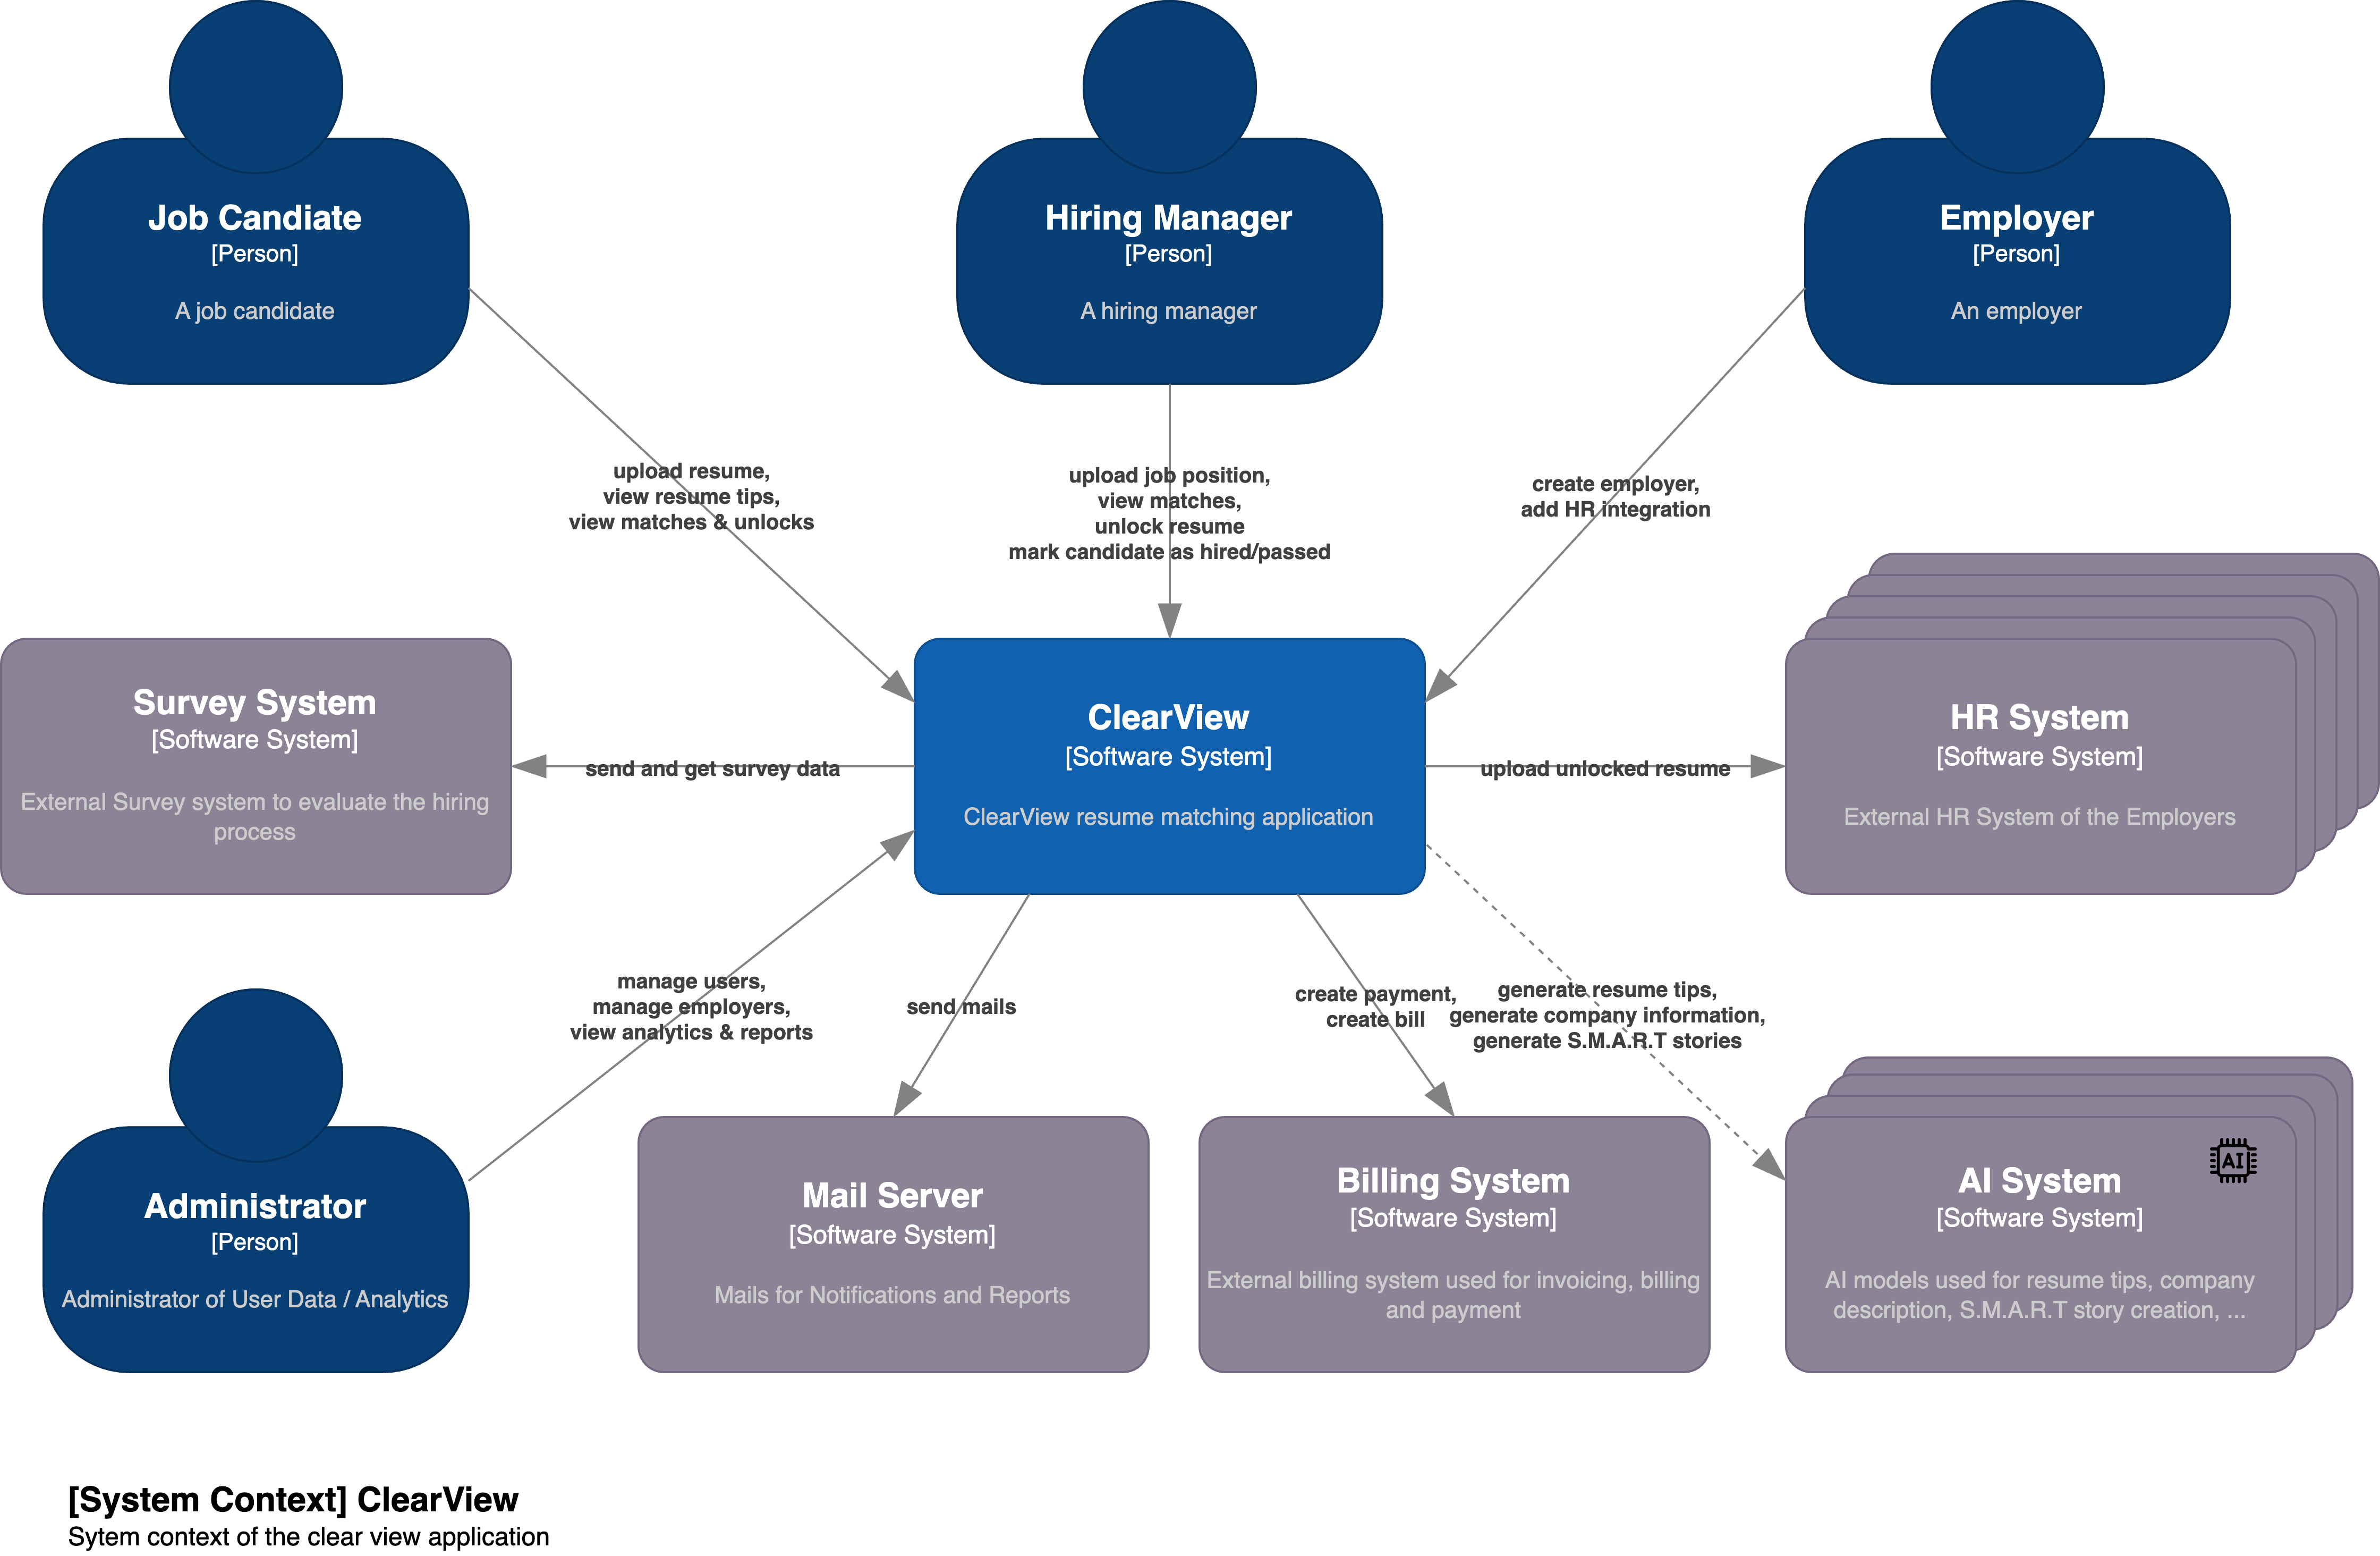 Job Candiate
[Person]
A job candidate
Hiring Manager
[Person]
A hiring manager
Employer
[Person]
An employer
upload resume,
view resume tips,
view matches & unlocks
upload job position,
view matches,
unlock resume
mark candidate as hired/passed
create employer,
add HR integration
Survey System
[Software System]
External Survey system to evaluate the hiring
process
send and get survey data
ClearView
[Software System]
ClearView resume matching application
upload unlocked resume
HR System
[Software System]
External HR System of the Employers
manage users,
manage employers,
view analytics & reports
send mails
create payment,
create bill
generate resume tips,
generate company information,
generate S.M.A.R.T stories
Administrator
[Person]
Administrator of User Data / Analytics
Mail Server
[Software System]
Mails for Notifications and Reports
Billing System
[Software System]
External billing system used for invoicing, billing
and payment
AI
AI System
[Software System]
AI models used for resume tips, company
description, S.M.A.R.T story creation, ...
[System Context] ClearView
Sytem context of the clear view application